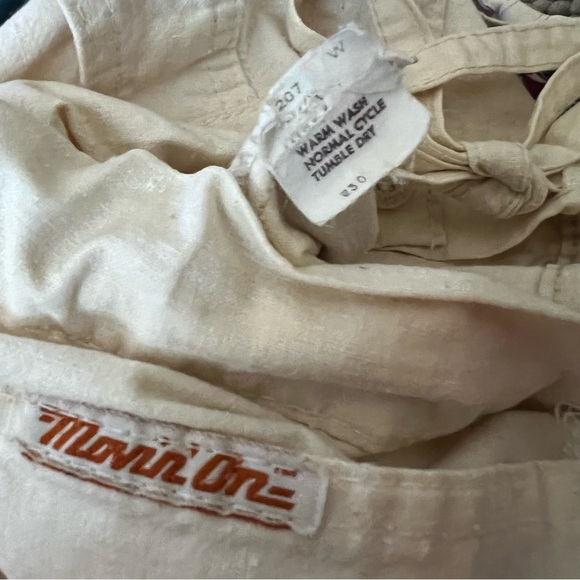 207 W
WARM WASH
NORMAL CYCLE
TUMBLE DRY
Movin' On